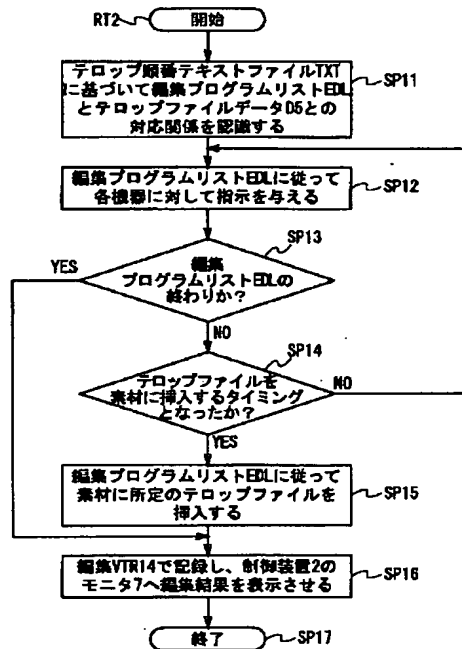 RT2
開始
テロップ順番テキストファイルTXT
に基づいて編集プログラムリストEDL
とテロップファイルデータD5との
対応関係を認識する
SP11
編集プログラムリストEDLに従って
各機器に対して指示を与える
SP12
SP13
YES
編集
プログラムリストEDLの
終わりか?
NO
SP14
テロップファイルを
素材に挿入するタイミング
となったか?
NO
YES
編集プログラムリストEDLに従って
素材に所定のテロップファイルを
挿入する
SP15
編集VTR14で記録し、制御装置2の
モニタ7へ編集結果を表示させる
SP16
終了
SP17